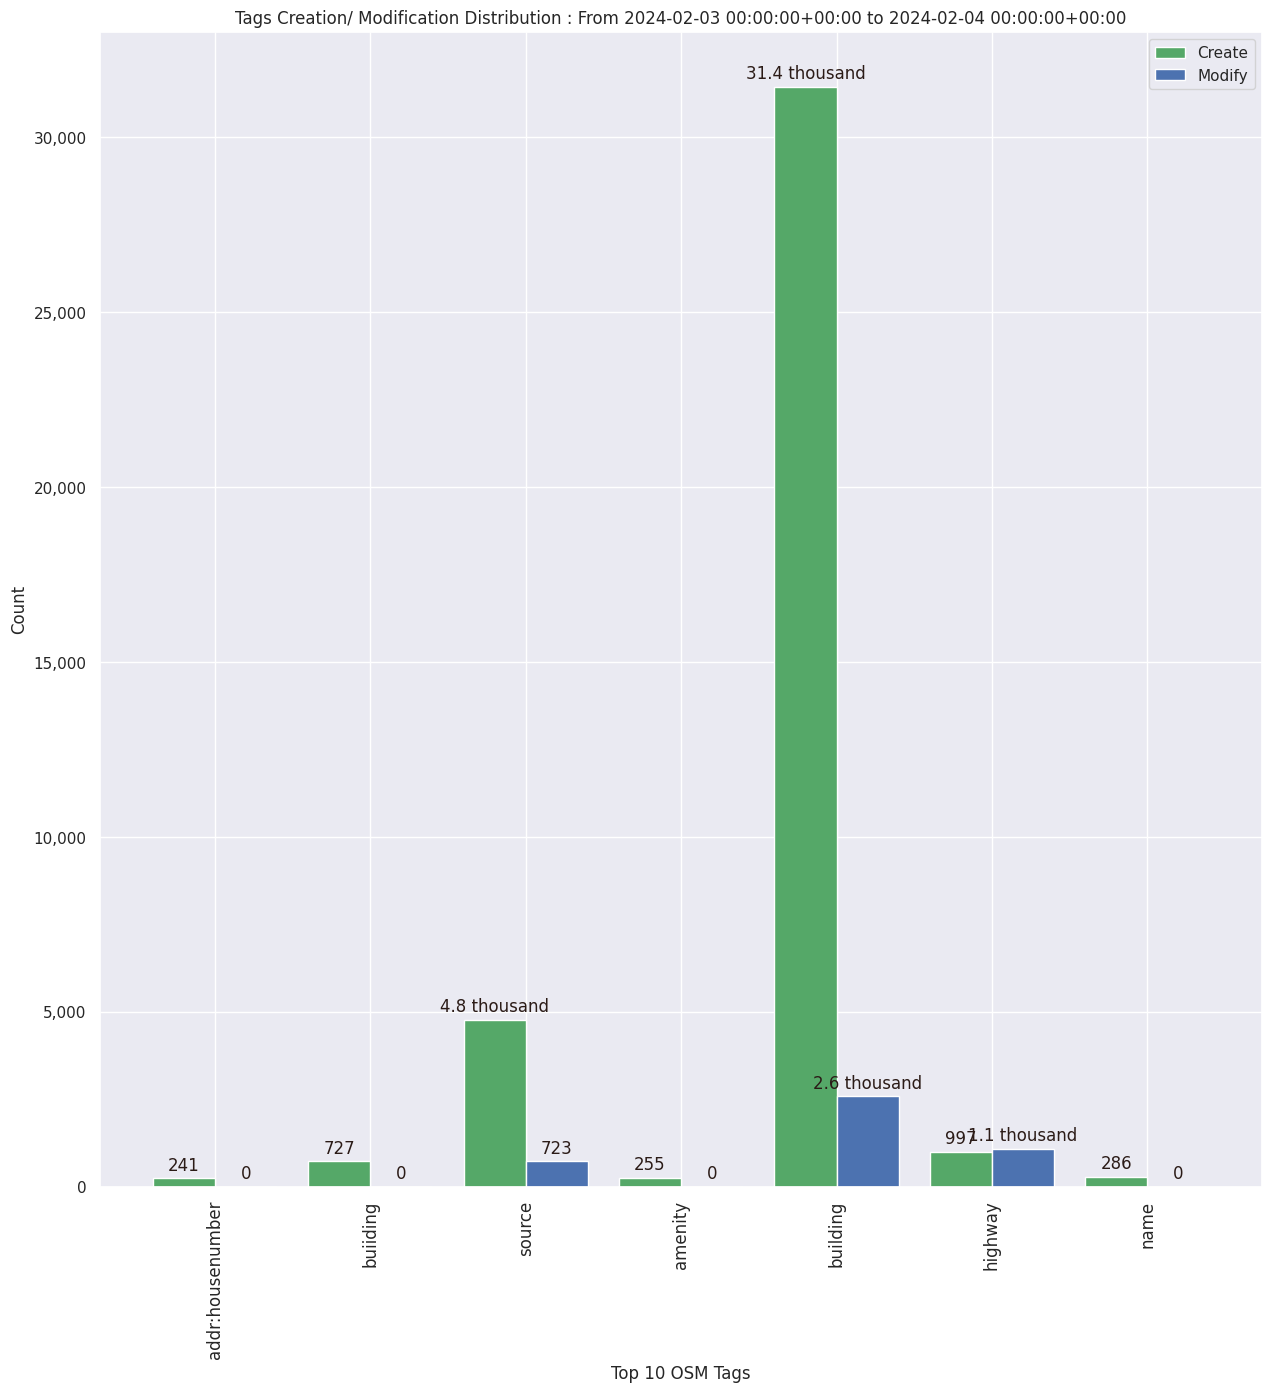 Tags Creation/ Modification Distribution : From 2024-02-03 00:00:00+00:00 to 2024-02-04 00:00:00+00:00
Create
Modify
Count
30,000
25,000
20,000
15,000
10,000
5,000
0
241
0
727
0
4.8 thousand
723
255
0
31.4 thousand
2.6 thousand
997
1.1 thousand
286
0
addr:housenumber
buiiding
source
amenity
building
highway
name
Top 10 OSM Tags